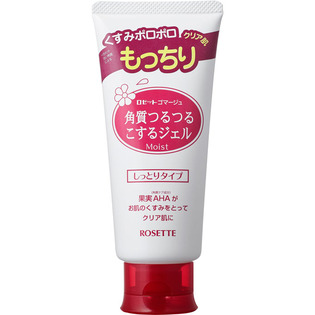 くすみポロポロ
クリア肌
もっちり
ロゼットゴマージュ
角質つるつる
こするジェル
Moist
しっとりタイプ
果実AHAが
お肌のくすみをとって
クリア肌に
ROSETTE